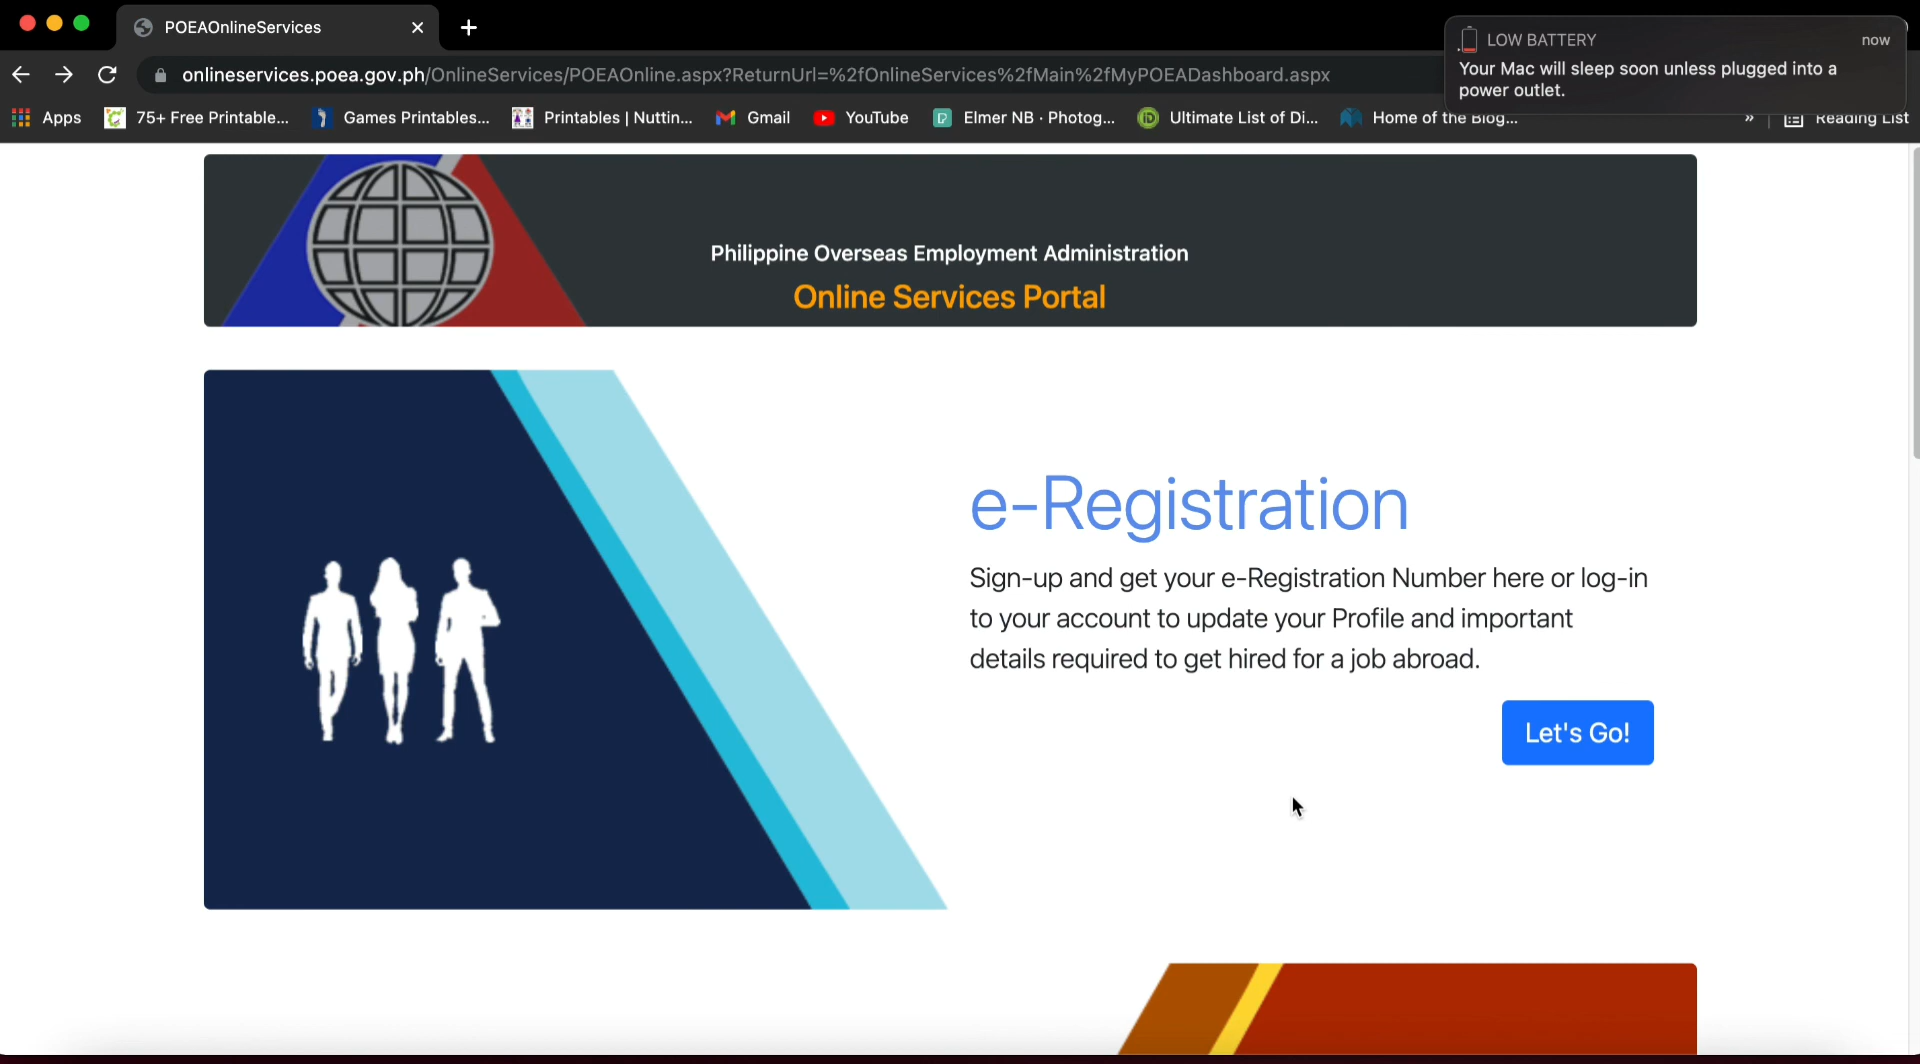 POEAOnlineServices
LOW BATTERY
now
Your Mac will sleep soon unless plugged into a
power outlet.
onlineservices.poea.gov.ph/OnlineServices/POEAOnline.aspx?ReturnUrl=%2fOnlineServices%2fMain%2fMyPOEADashboard.aspx
Apps
75+ Free Printable...
Games Printables...
Printables | Nuttin...
Gmail
YouTube
Elmer NB · Photog...
Ultimate List of Di...
Home of the Blog...
»
Reading List
Philippine Overseas Employment Administration
Online Services Portal
e-Registration
Sign-up and get your e-Registration Number here or log-in
to your account to update your Profile and important
details required to get hired for a job abroad.
Let's Go!